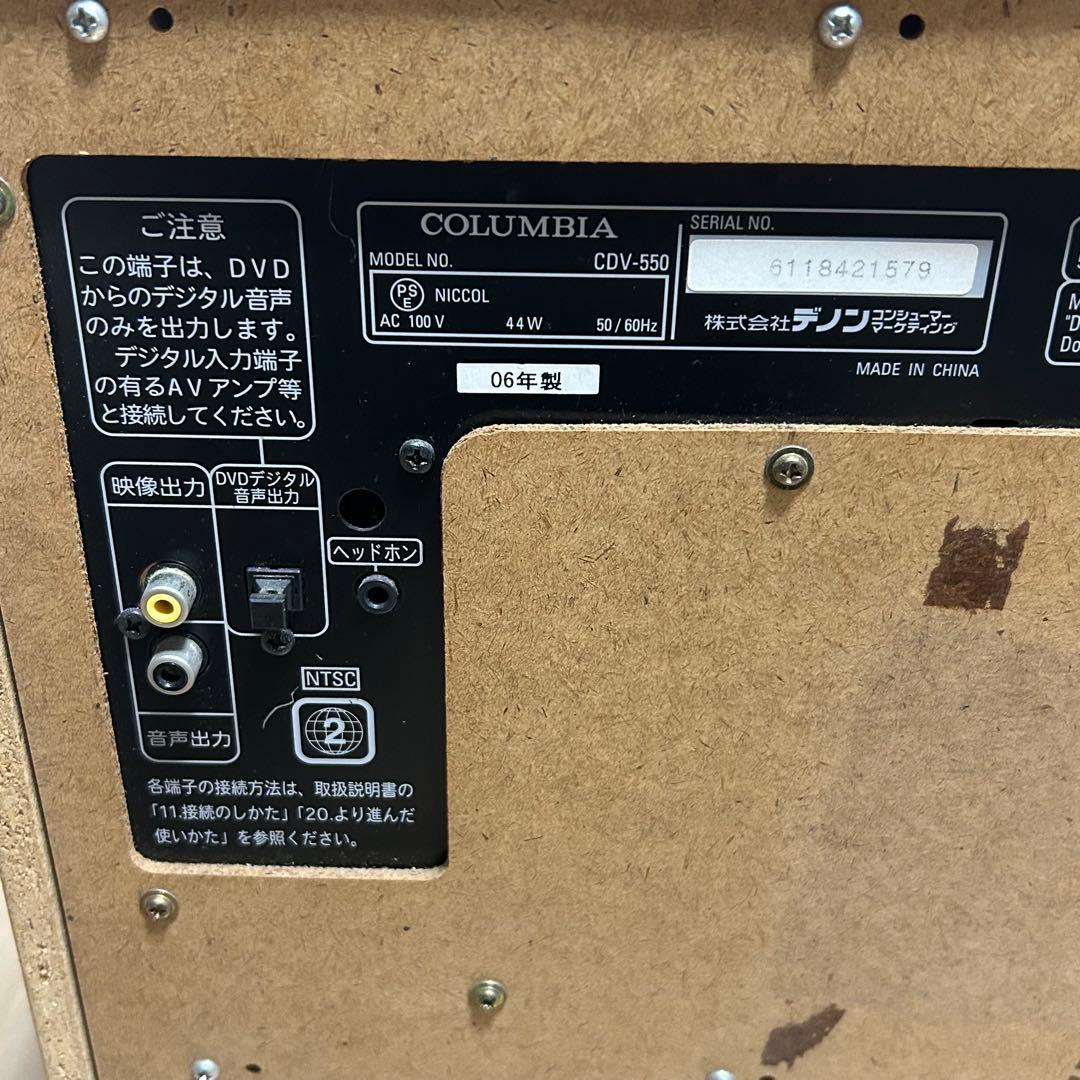 ご注意
この端子は、DVD
からのデジタル音声
のみを出力します。
デジタル入力端子
の有るAVアンプ等
と接続してください。
COLUMBIA
MODEL NO. CDV-550
PSE NICCOL
AC 100 V 44W 50/60Hz
SERIAL NO.
6118421579
株式会社デノン コンシューマー
マーケティング
MADE IN CHINA
06年製
映像出力
DVDデジタル
音声出力
ヘッドホン
NTSC
2
音声出力
各端子の接続方法は、取扱説明書の
「11.接続のしかた」「20.より進んだ
使いかた」を参照ください。
M
"D
Do